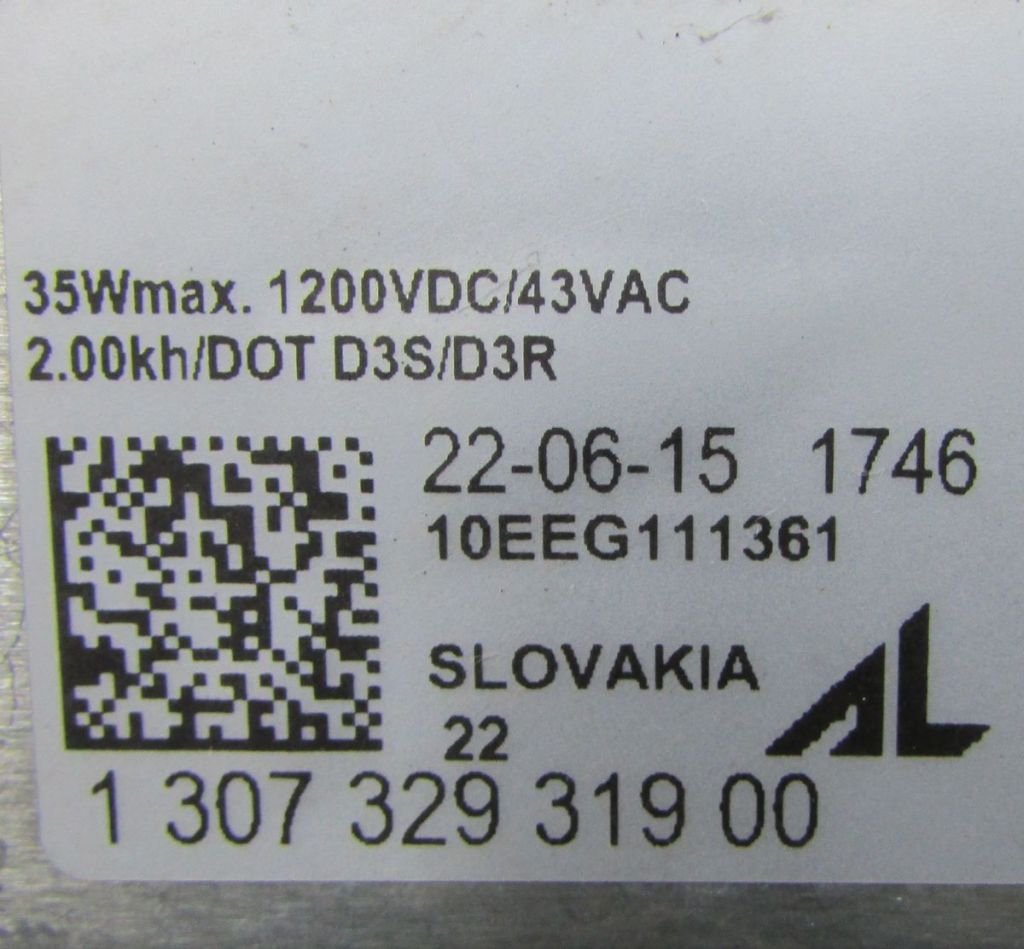 35Wmax. 1200VDC/43VAC
2.00kh/DOT D3S/D3R
22-06-15 1746
10EEG111361
SLOVAKIA
AL
22
1 307 329 319 00